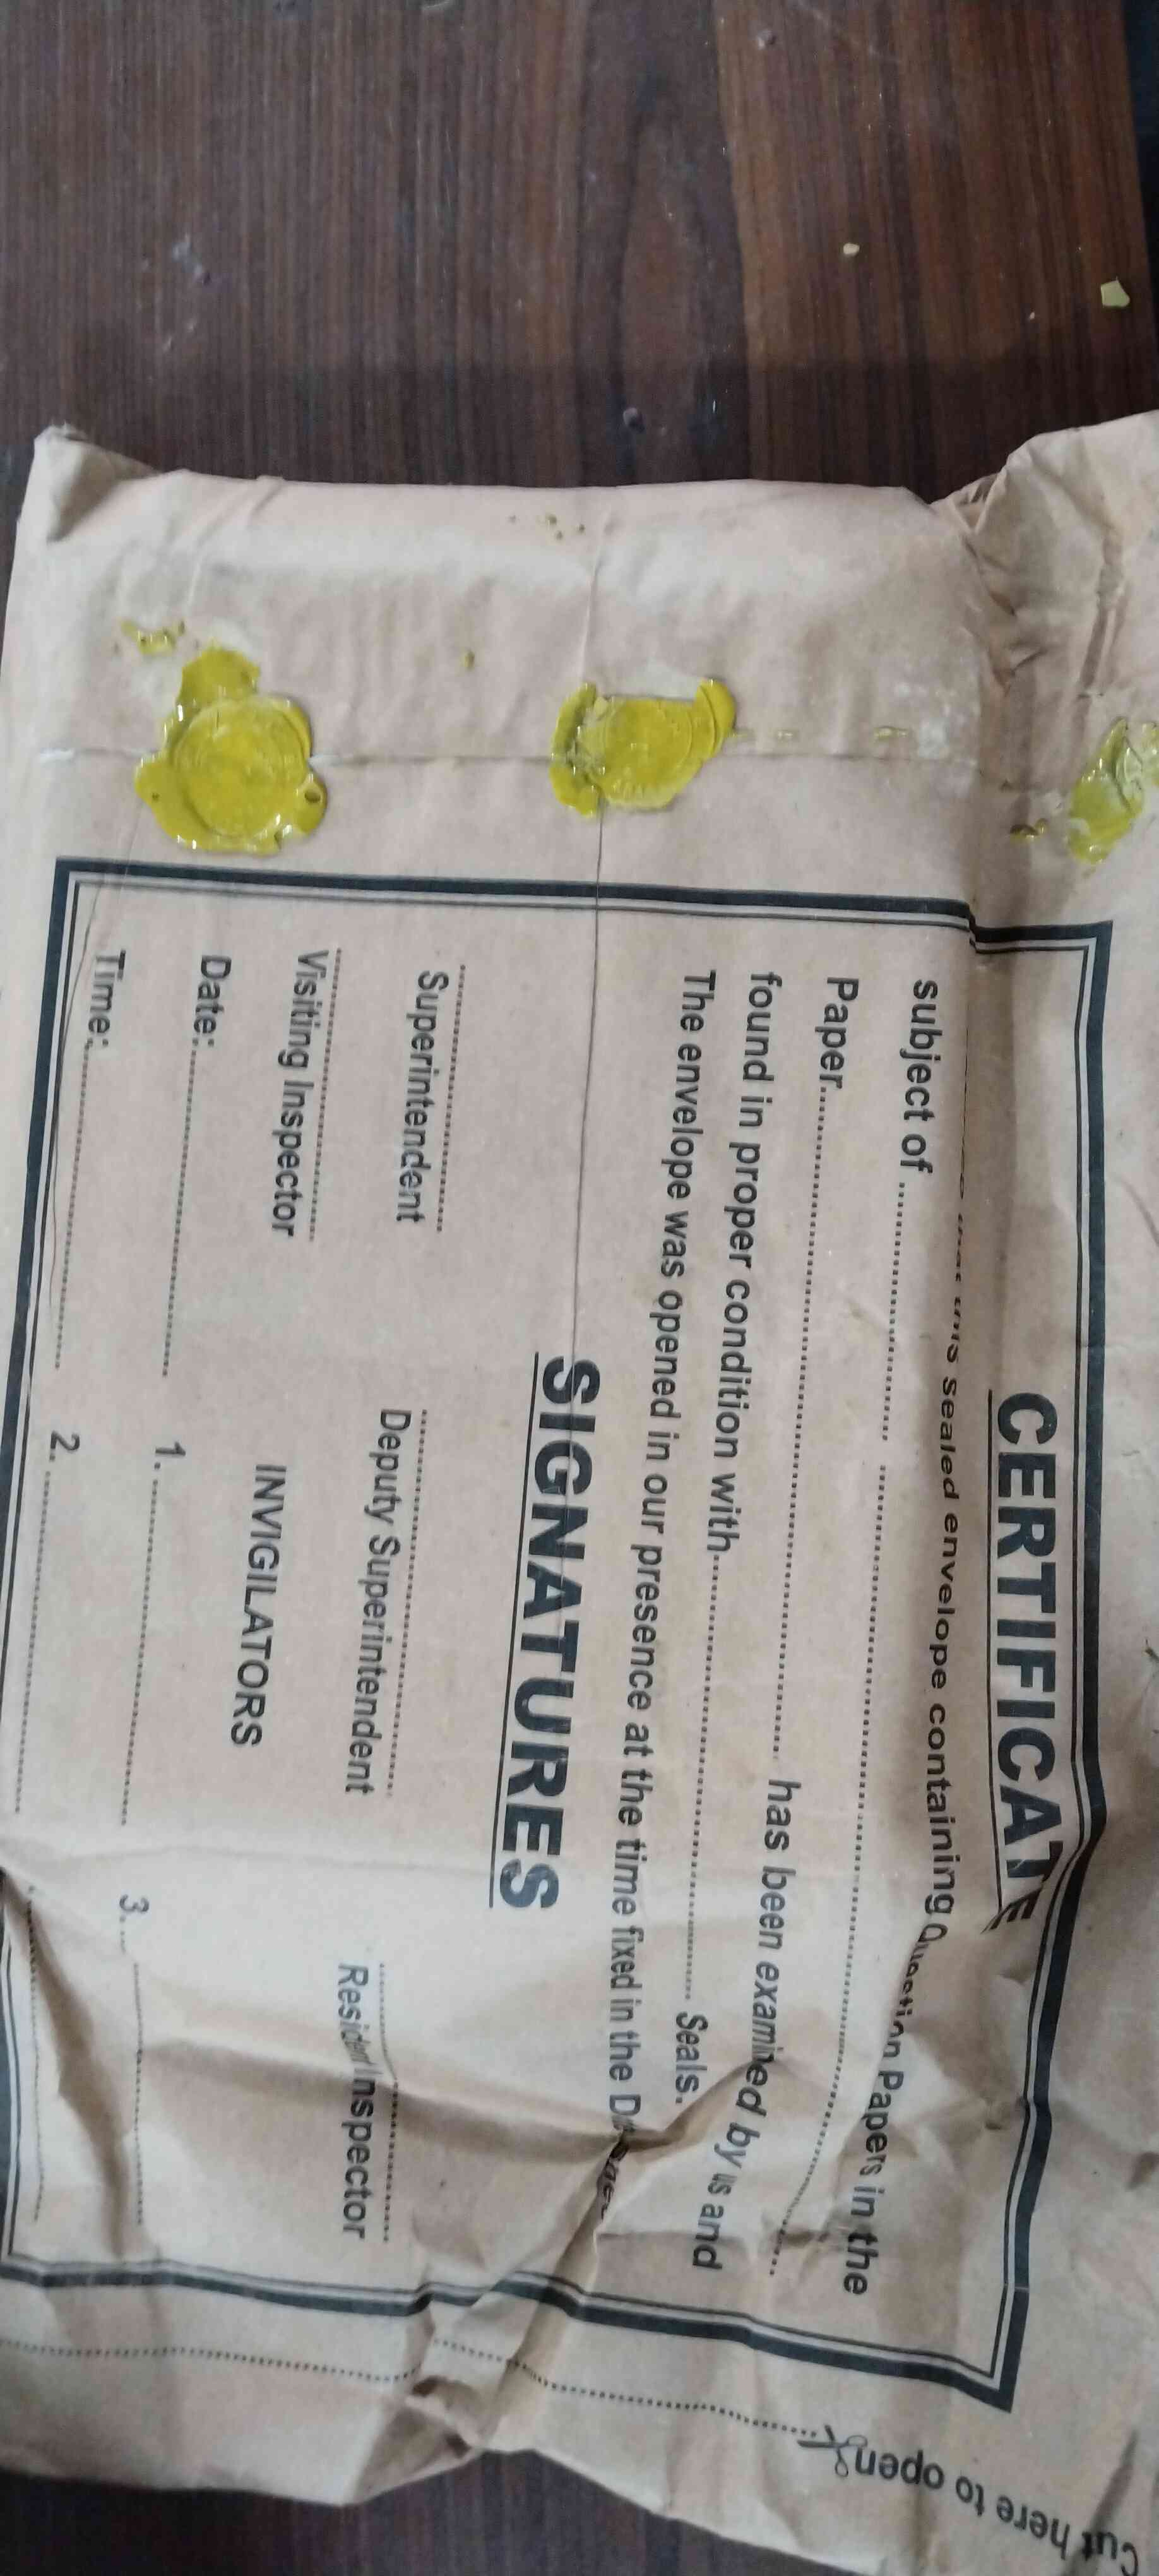 CERTIFICATE
this sealed envelope containing Question Papers in the
subject of ..............................
Paper.............................. has been examined by us and
found in proper condition with.............................. Seals.
The envelope was opened in our presence at the time fixed in the
SIGNATURES
Superintendent Deputy Superintendent Resident Inspector
Visiting Inspector
INVIGILATORS
Date:.............................. 1. .............................. 3. ..............................
Time:.............................. 2. ..............................
Cut here to open